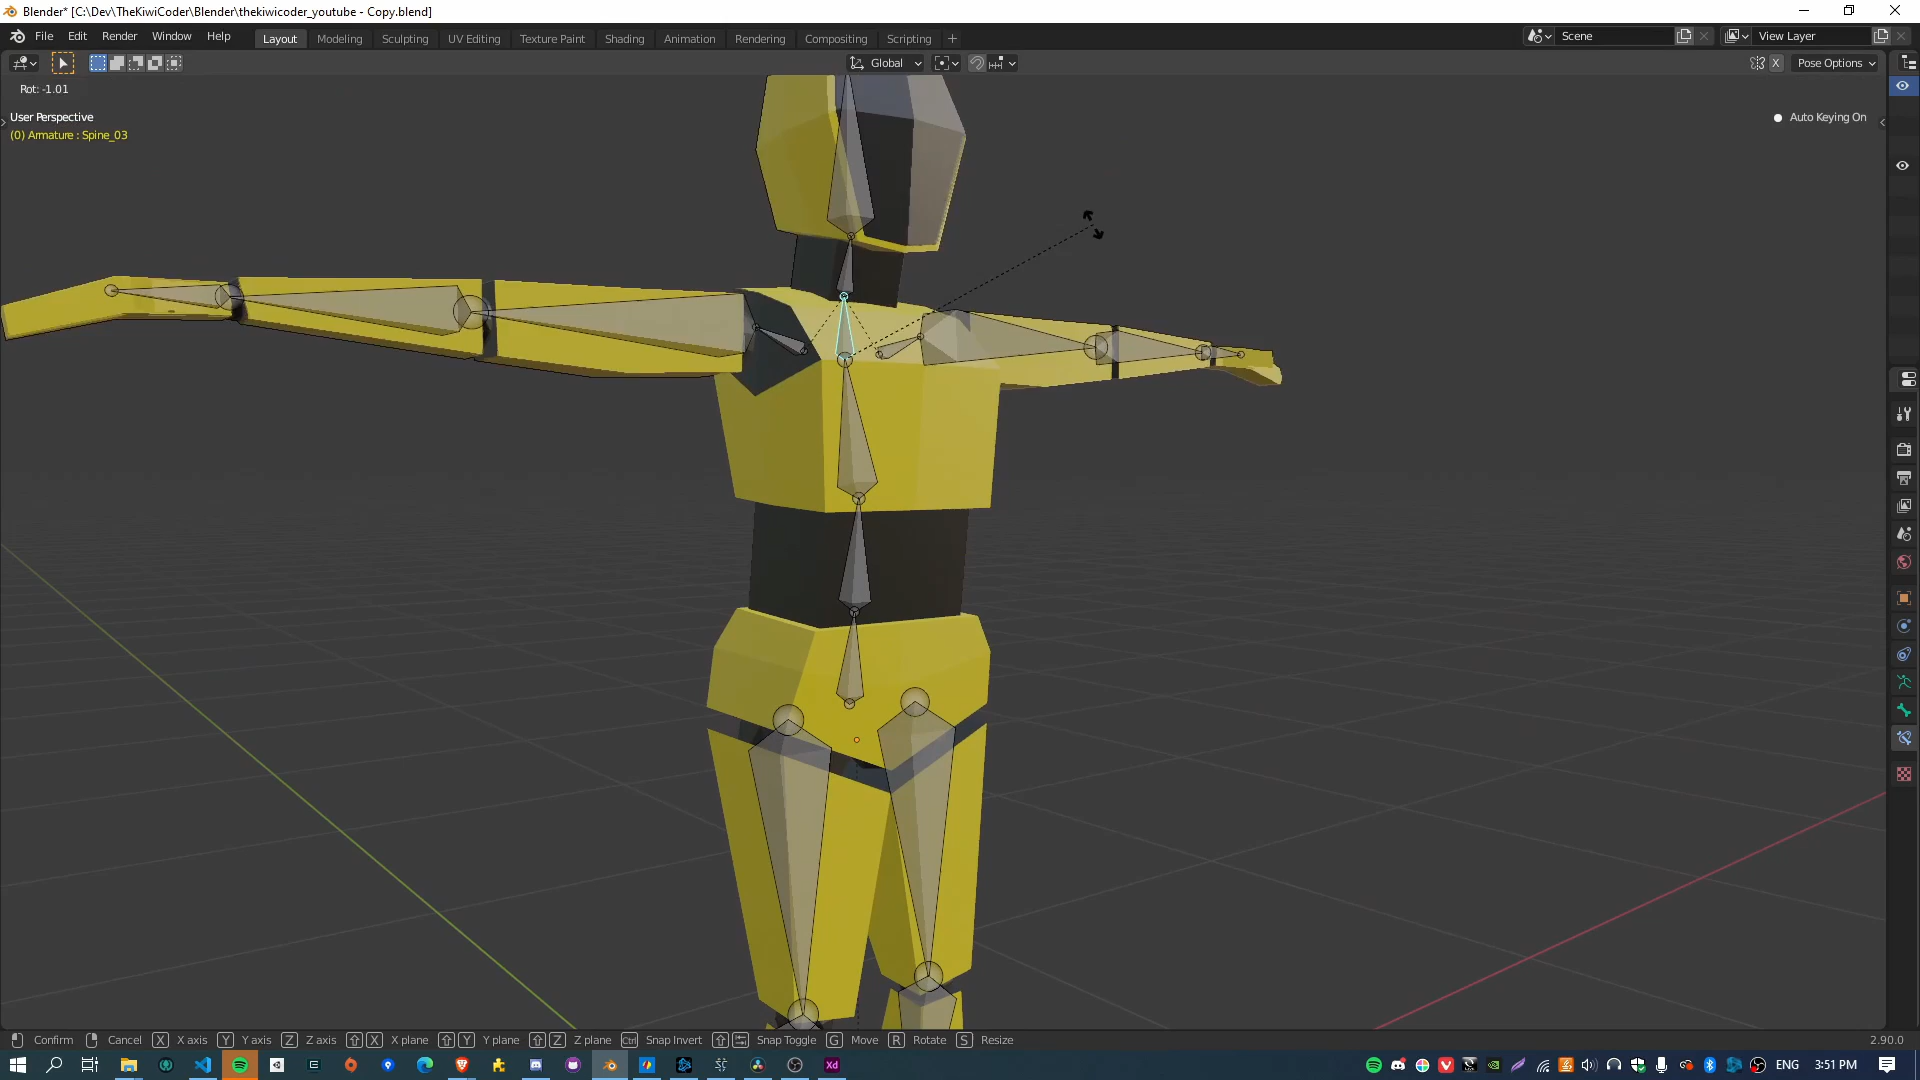 Blender* [C:\Dev\TheKiwiCoder\Blender\thekiwicoder_youtube - Copy.blend]
File Edit Render Window Help Layout Modeling Sculpting UV Editing Texture Paint Shading Animation Rendering Compositing Scripting + Scene View Layer
Global X Pose Options
Rot: -1.01
User Perspective
(0) Armature : Spine_03
Auto Keying On
Confirm Cancel X X axis Y Y axis Z Z axis X X plane Y Y plane Z Z plane Ctrl Snap Invert Snap Toggle G Move R Rotate S Resize 2.90.0
Xd ENG 3:51 PM